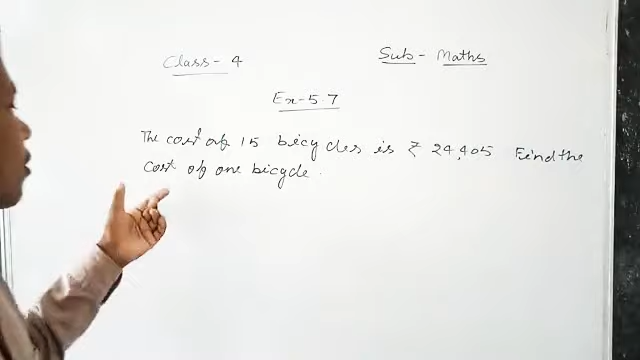 Class - 4 Sub - Maths
Ex - 5.7
The cost of 15 bicycles is ₹ 24,405 Find the
cost of one bicycle.